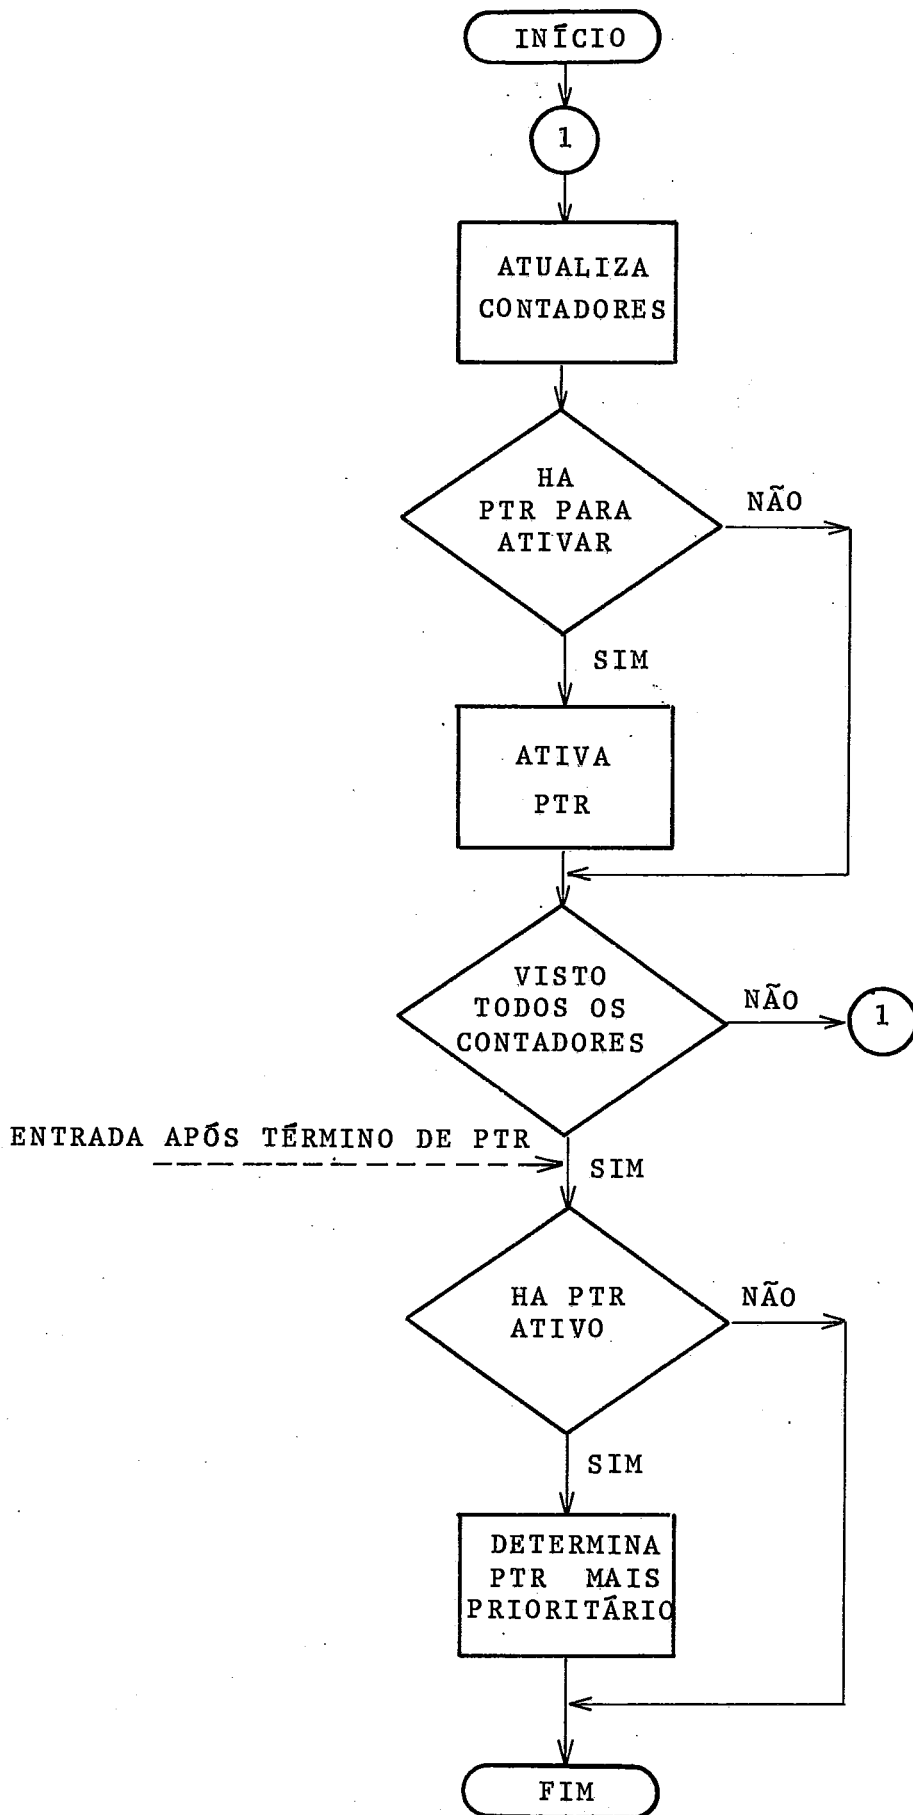 INÍCIO
1
ATUALIZA
CONTADORES
HA
PTR PARA
ATIVAR
NÃO
SIM
ATIVA
PTR
VISTO
TODOS OS
CONTADORES
NÃO
1
ENTRADA APÓS TÉRMINO DE PTR
SIM
HA PTR
ATIVO
NÃO
SIM
DETERMINA
PTR MAIS
PRIORITÁRIO
FIM